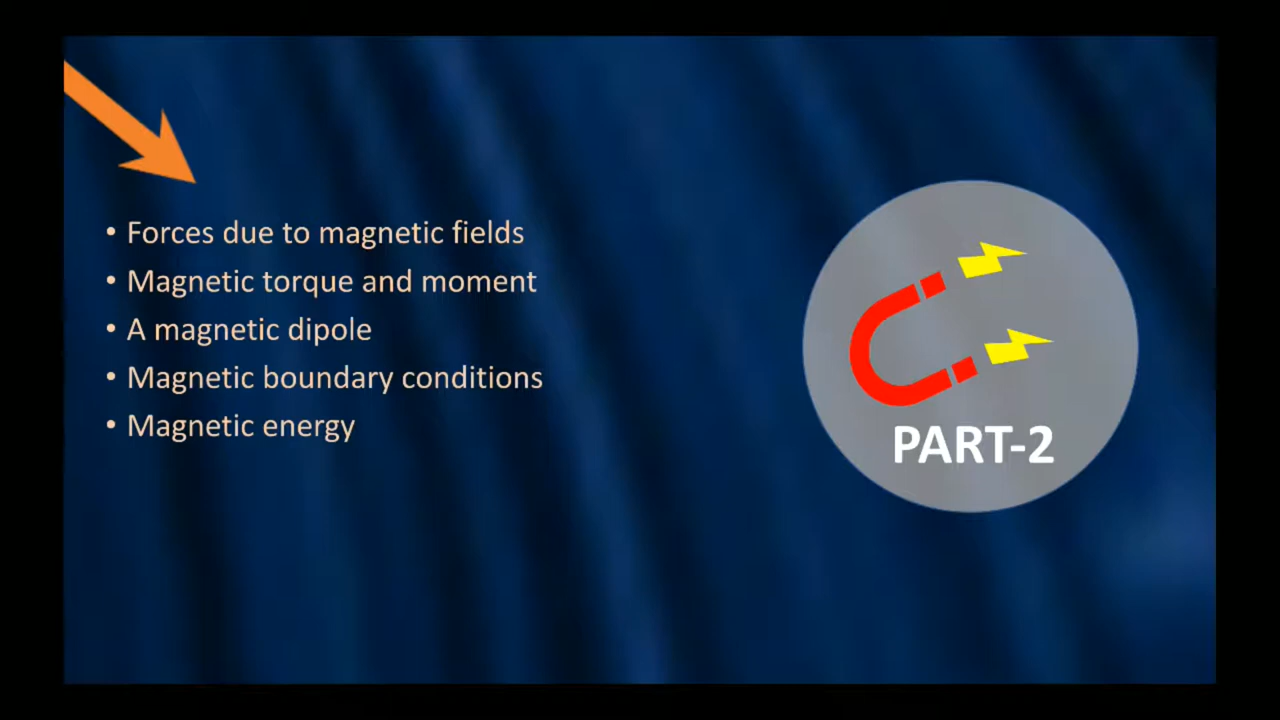 • Forces due to magnetic fields
• Magnetic torque and moment
• A magnetic dipole
• Magnetic boundary conditions
• Magnetic energy
PART-2